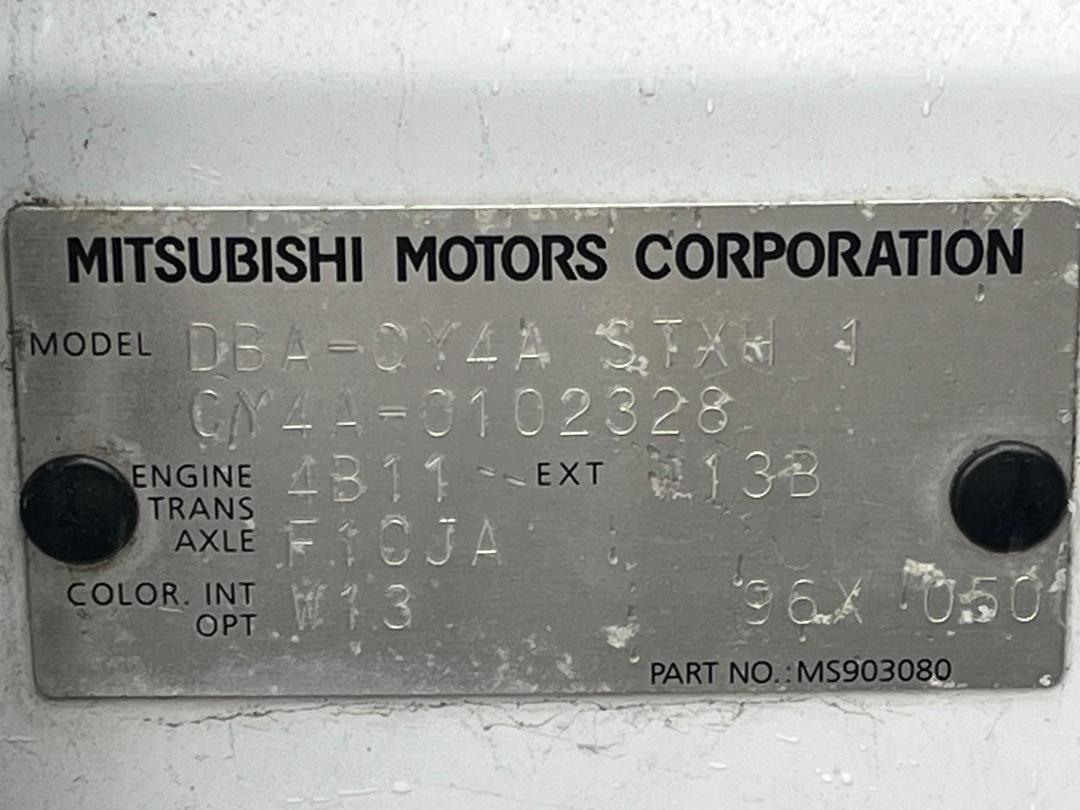 MITSUBISHI MOTORS CORPORATION
MODEL DBA-CY4A STXH 1
CY4A-0102328
ENGINE 4B11 EXT W13B
TRANS
AXLE F1CJA
COLOR. INT W13 96X 050
OPT
PART NO.: MS903080